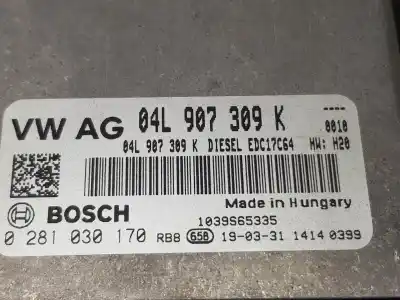 VW AG 04L 907 309 K ----
0010
04L 907 309 K DIESEL EDC17C64 HW: H20
Made in Hungary
BOSCH 1039S65335
0 281 030 170 RB8 658 19-03-31 1414 0399